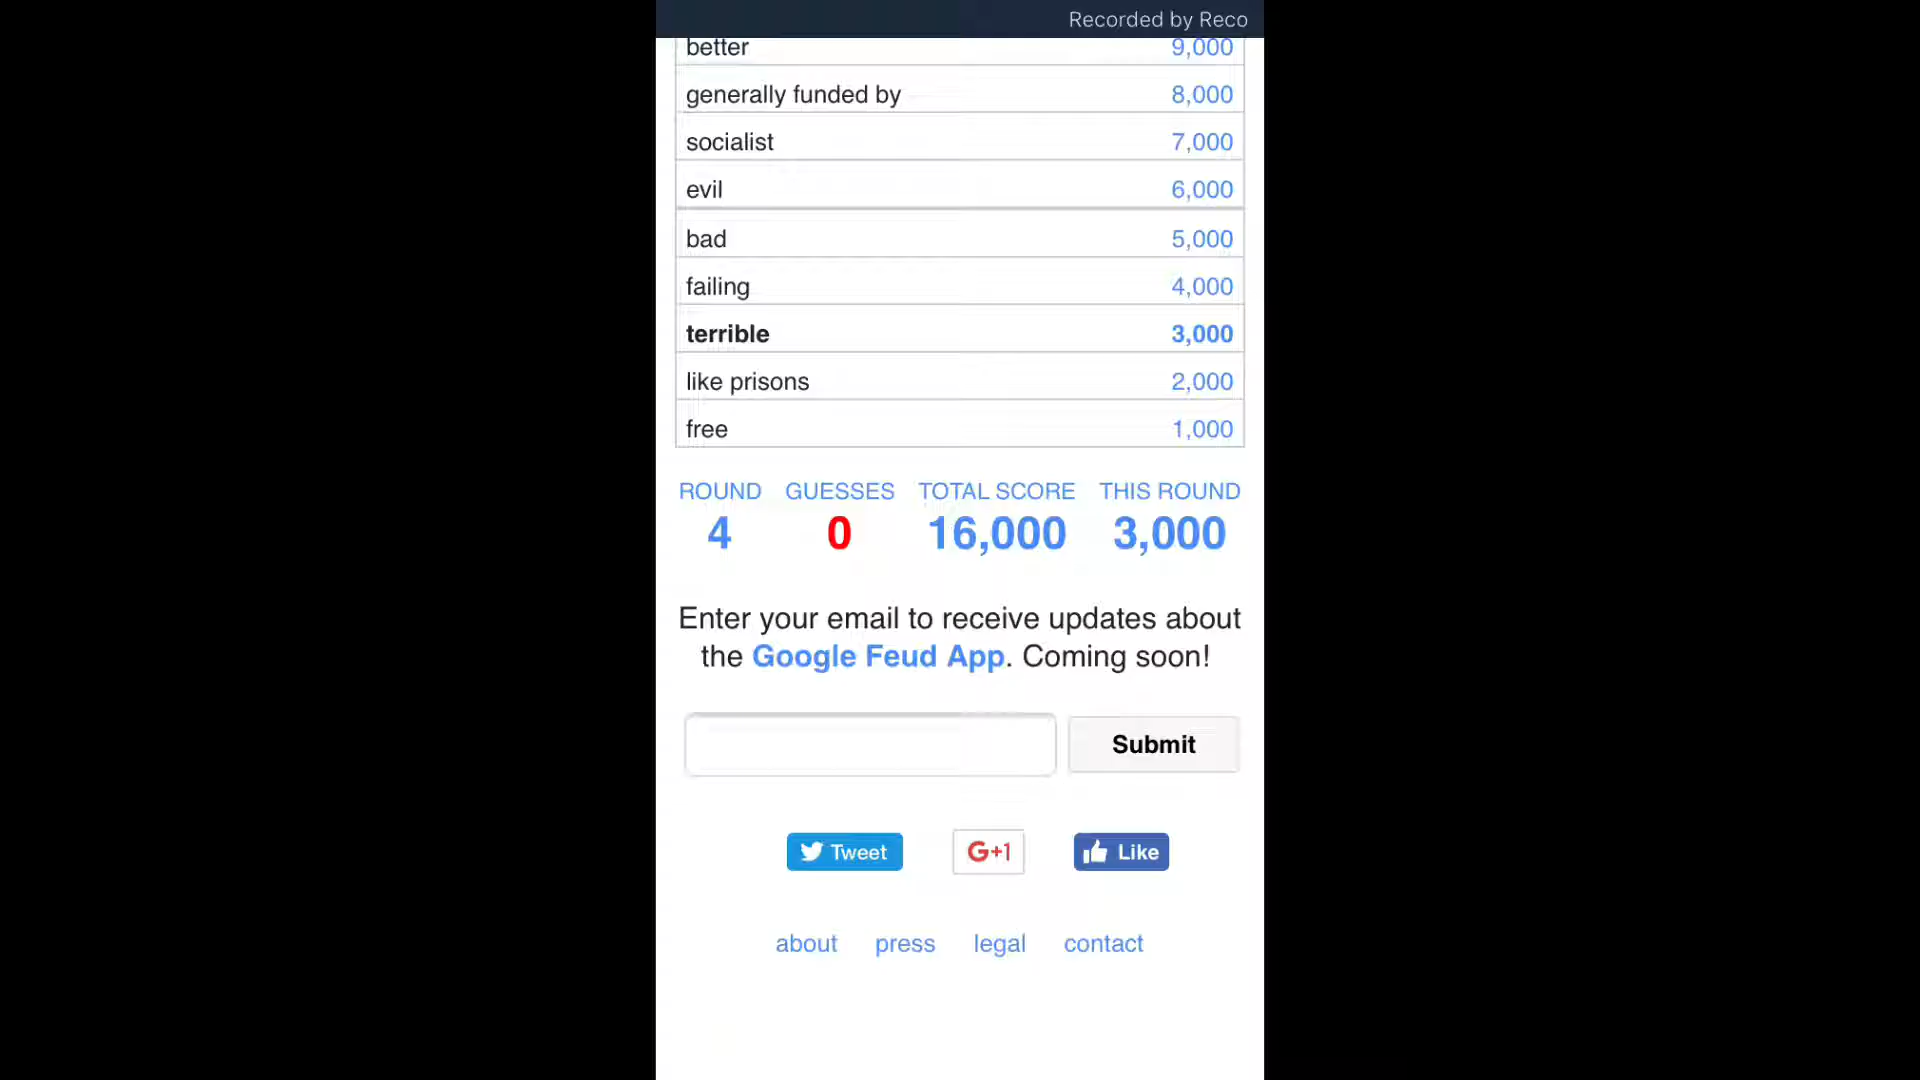 Recorded by Reco
better 9,000
generally funded by 8,000
socialist 7,000
evil 6,000
bad 5,000
failing 4,000
terrible 3,000
like prisons 2,000
free 1,000
ROUND GUESSES TOTAL SCORE THIS ROUND
4 0 16,000 3,000
Enter your email to receive updates about
the Google Feud App. Coming soon!
Submit
Tweet G+1 Like
about press legal contact